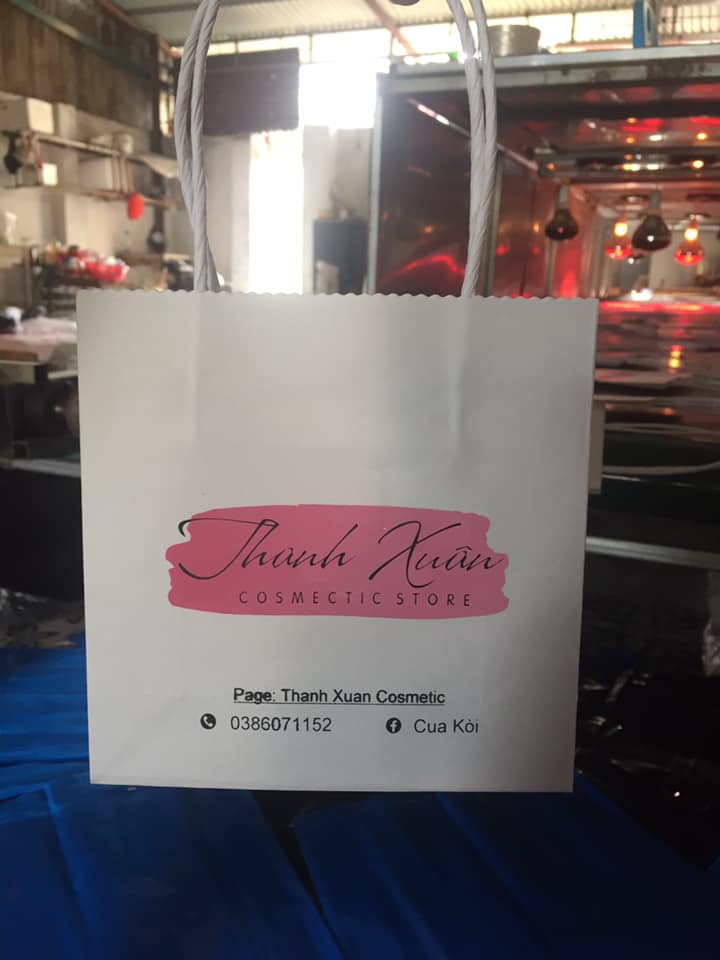 Thanh Xuân
COSMECTIC STORE
Page: Thanh Xuan Cosmetic
0386071152 Cua Kòi